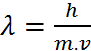 λ = h / m.v